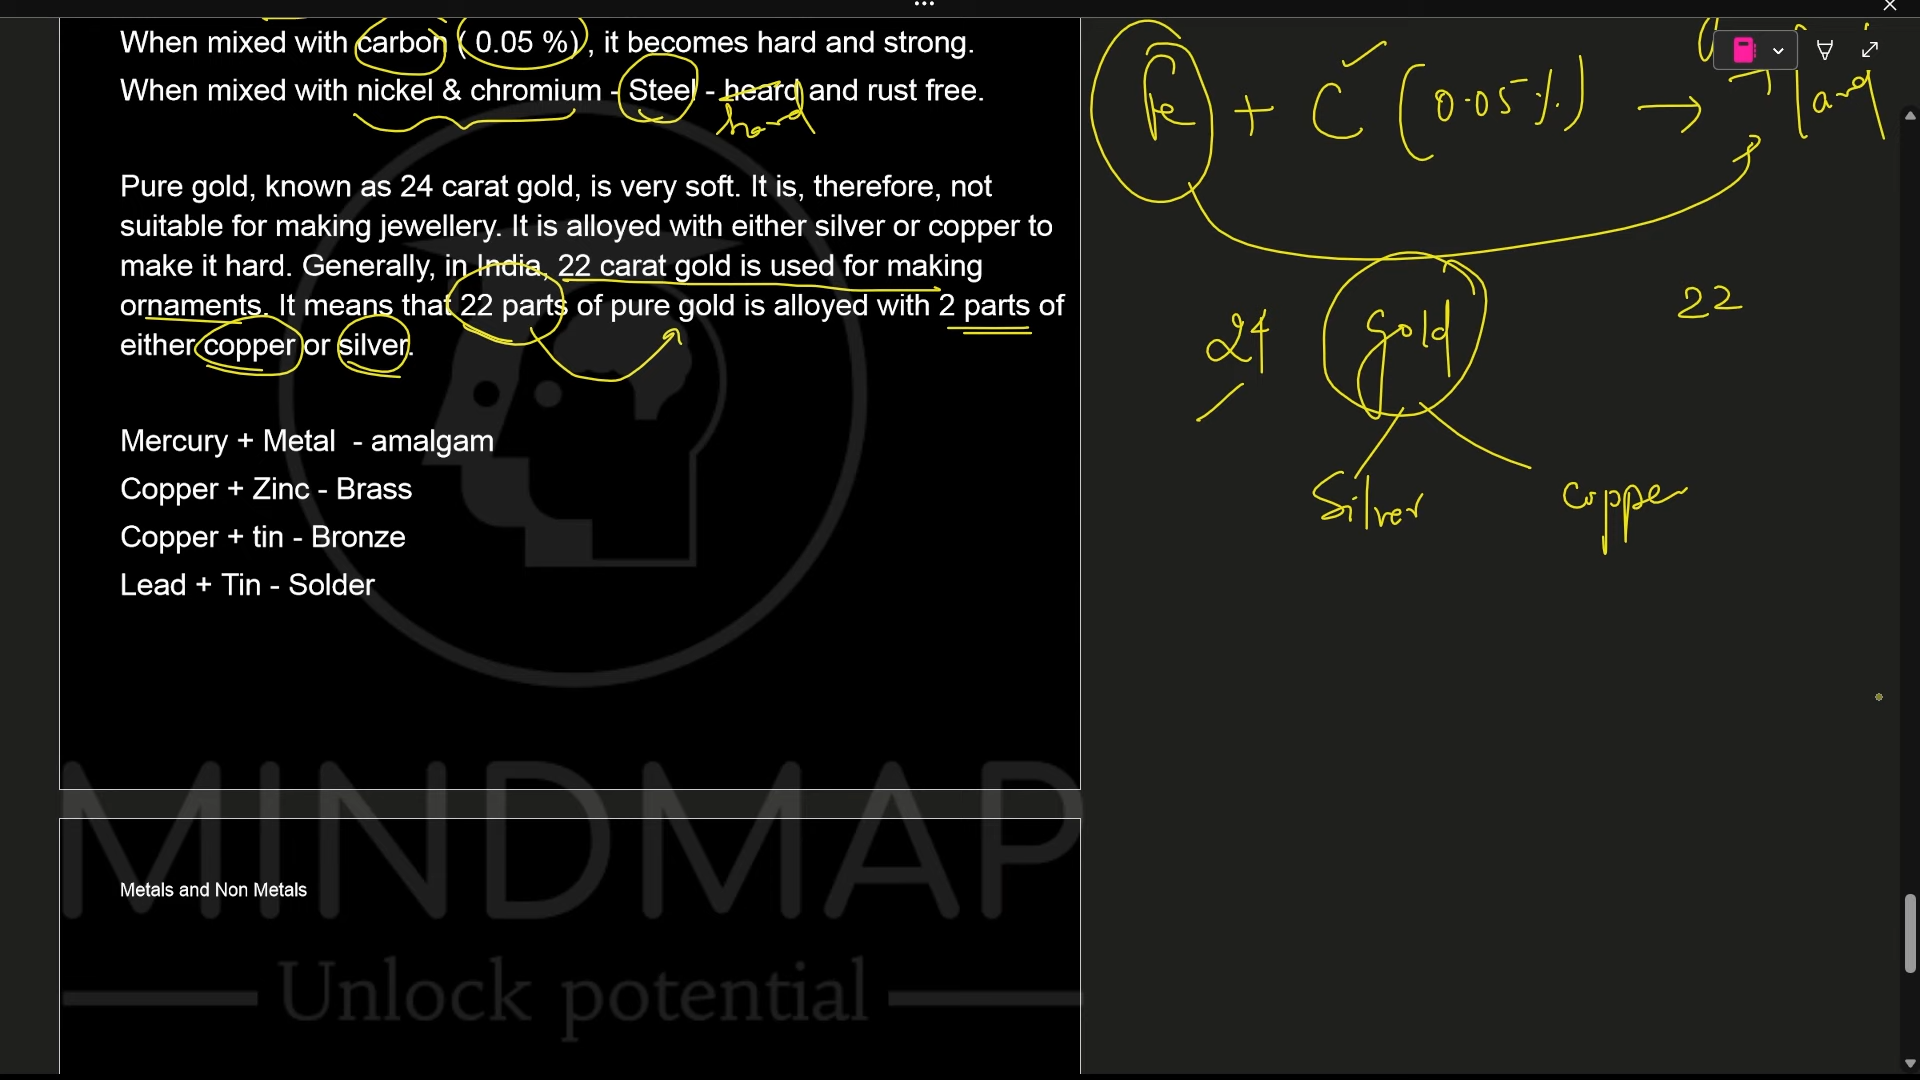 When mixed with carbon ( 0.05 %) , it becomes hard and strong.
When mixed with nickel & chromium - Steel - heard and rust free.
hard
Pure gold, known as 24 carat gold, is very soft. It is, therefore, not
suitable for making jewellery. It is alloyed with either silver or copper to
make it hard. Generally, in India, 22 carat gold is used for making
ornaments. It means that 22 parts of pure gold is alloyed with 2 parts of
either copper or silver.
Mercury + Metal - amalgam
Copper + Zinc - Brass
Copper + tin - Bronze
Lead + Tin - Solder
Fe + C (0.05%) → hard
24 gold 22
Silver copper
MINDMAP
Unlock potential
Metals and Non Metals